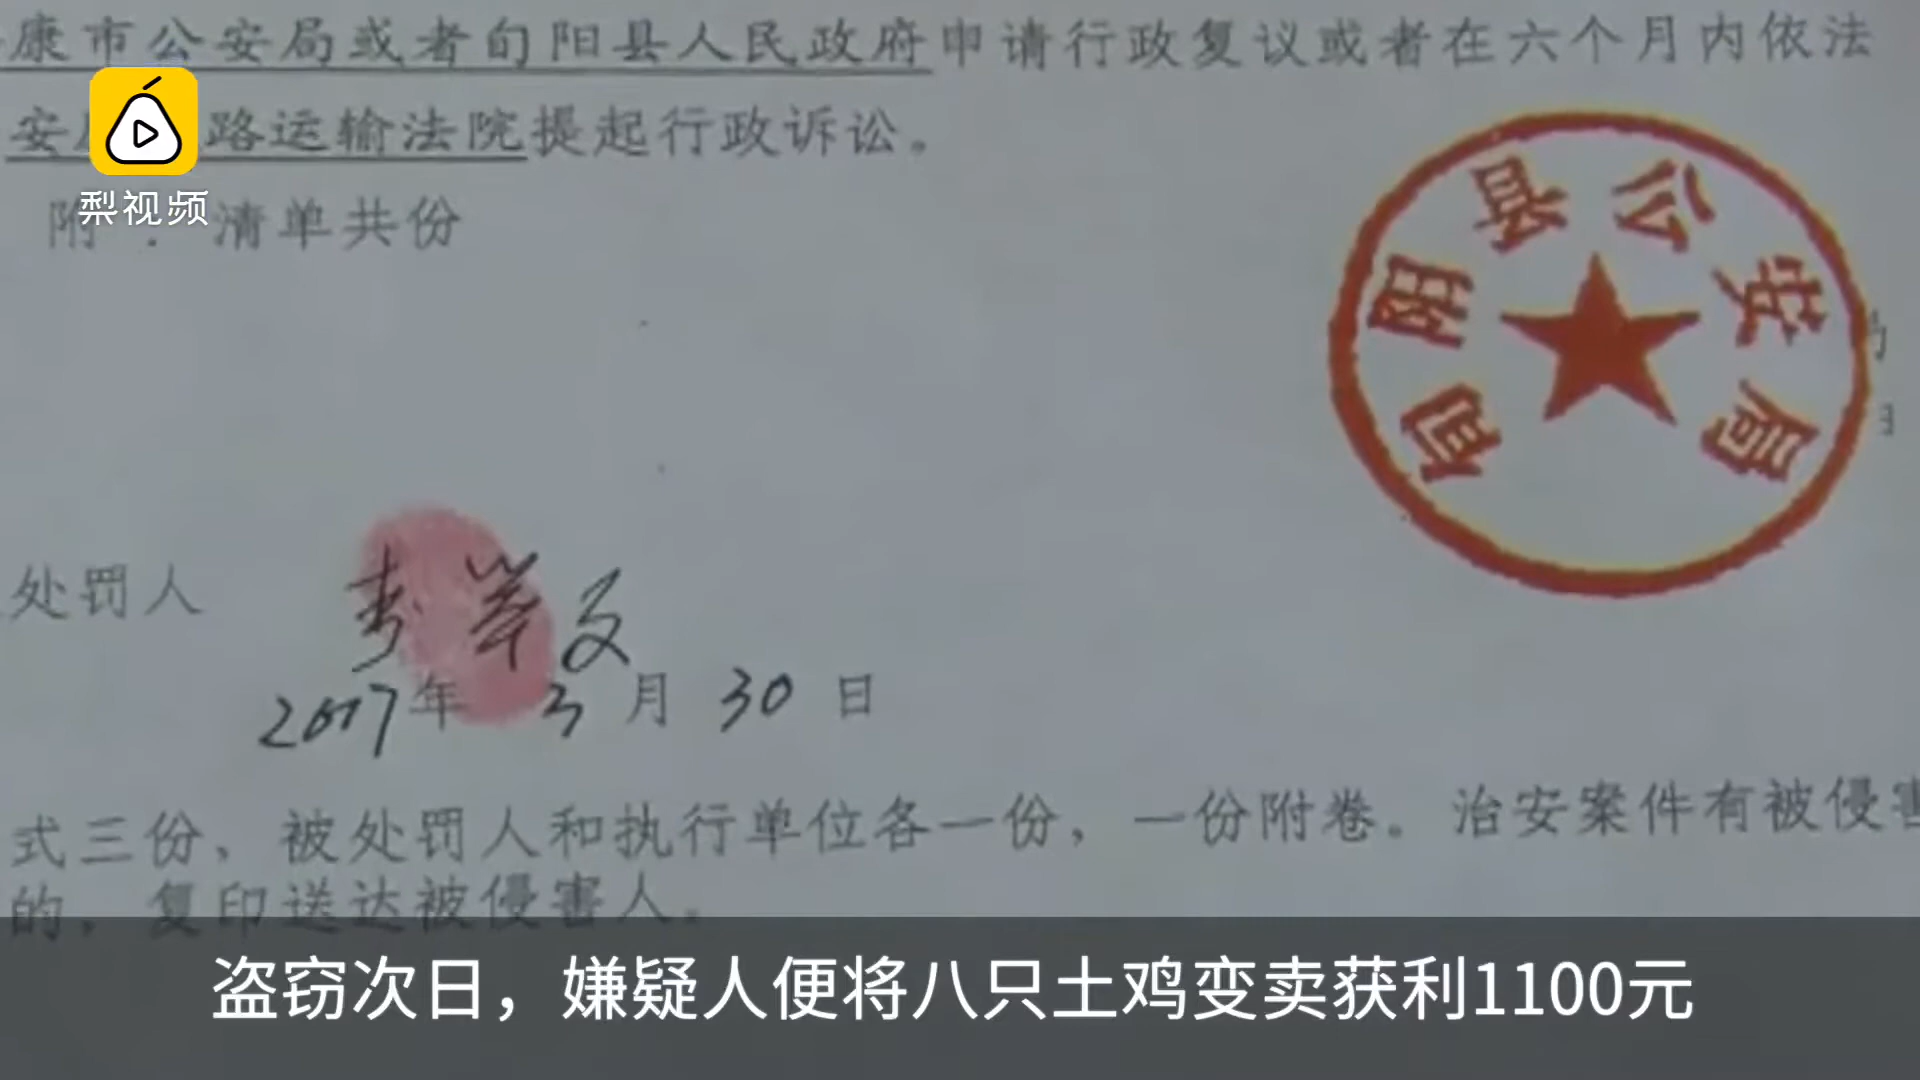 康市公安局或者旬阳县人民政府申请行政复议或者在六个月内依法
安 路运输法院提起行政诉讼。
梨视频
附: 清单共份
旬阳县公安局
处罚人
2017年3月30日
式三份,被处罚人和执行单位各一份,一份附卷。治安案件有被侵害
的,复印送达被侵害人。
盗窃次日，嫌疑人便将八只土鸡变卖获利1100元